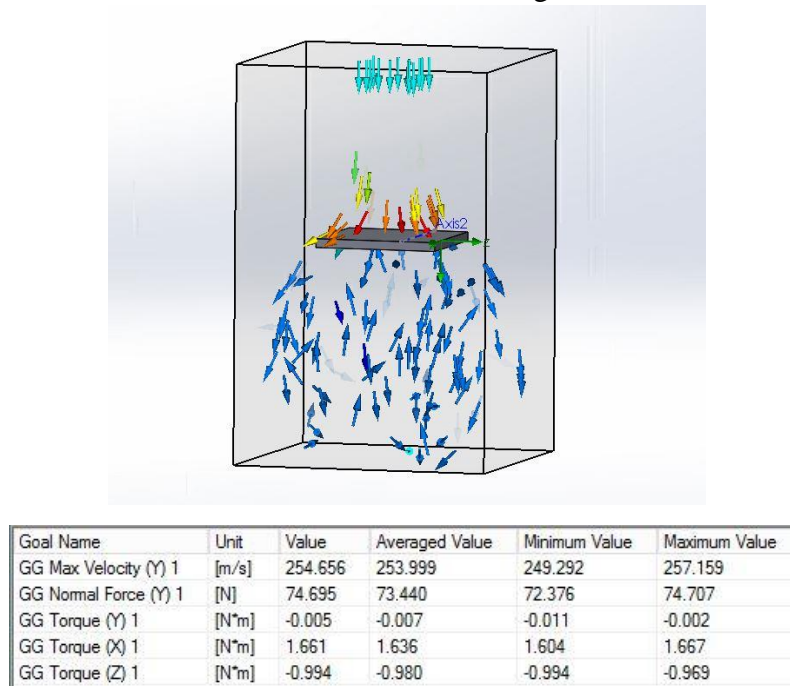 Axis2
z
Goal Name Unit Value Averaged Value Minimum Value Maximum Value
GG Max Velocity (Y) 1 [m/s] 254.656 253.999 249.292 257.159
GG Normal Force (Y) 1 [N] 74.695 73.440 72.376 74.707
GG Torque (Y) 1 [N*m] -0.005 -0.007 -0.011 -0.002
GG Torque (X) 1 [N*m] 1.661 1.636 1.604 1.667
GG Torque (Z) 1 [N*m] -0.994 -0.980 -0.994 -0.969